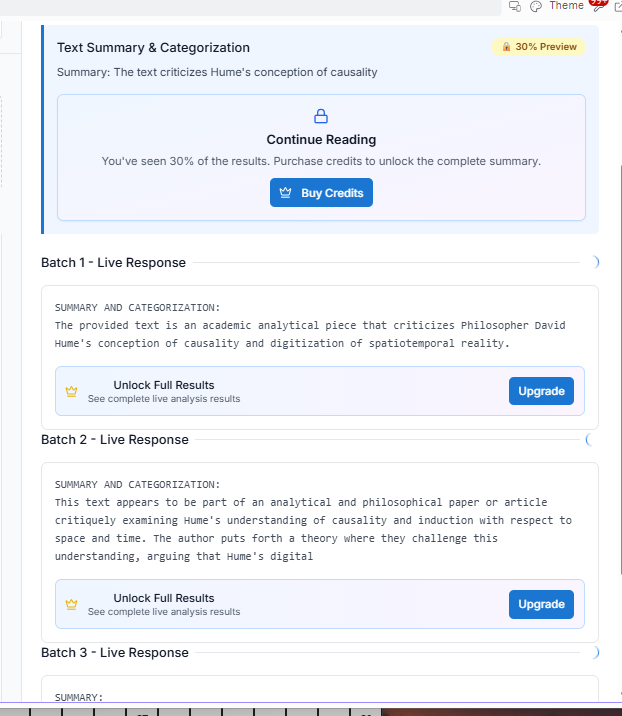 Theme
99+
Text Summary & Categorization
30% Preview
Summary: The text criticizes Hume's conception of causality
Continue Reading
You've seen 30% of the results. Purchase credits to unlock the complete summary.
Buy Credits
Batch 1 - Live Response
SUMMARY AND CATEGORIZATION:
The provided text is an academic analytical piece that criticizes Philosopher David
Hume's conception of causality and digitization of spatiotemporal reality.
Unlock Full Results
See complete live analysis results
Upgrade
Batch 2 - Live Response
SUMMARY AND CATEGORIZATION:
This text appears to be part of an analytical and philosophical paper or article
critiquely examining Hume's understanding of causality and induction with respect to
space and time. The author puts forth a theory where they challenge this
understanding, arguing that Hume's digital
Unlock Full Results
See complete live analysis results
Upgrade
Batch 3 - Live Response
SUMMARY: